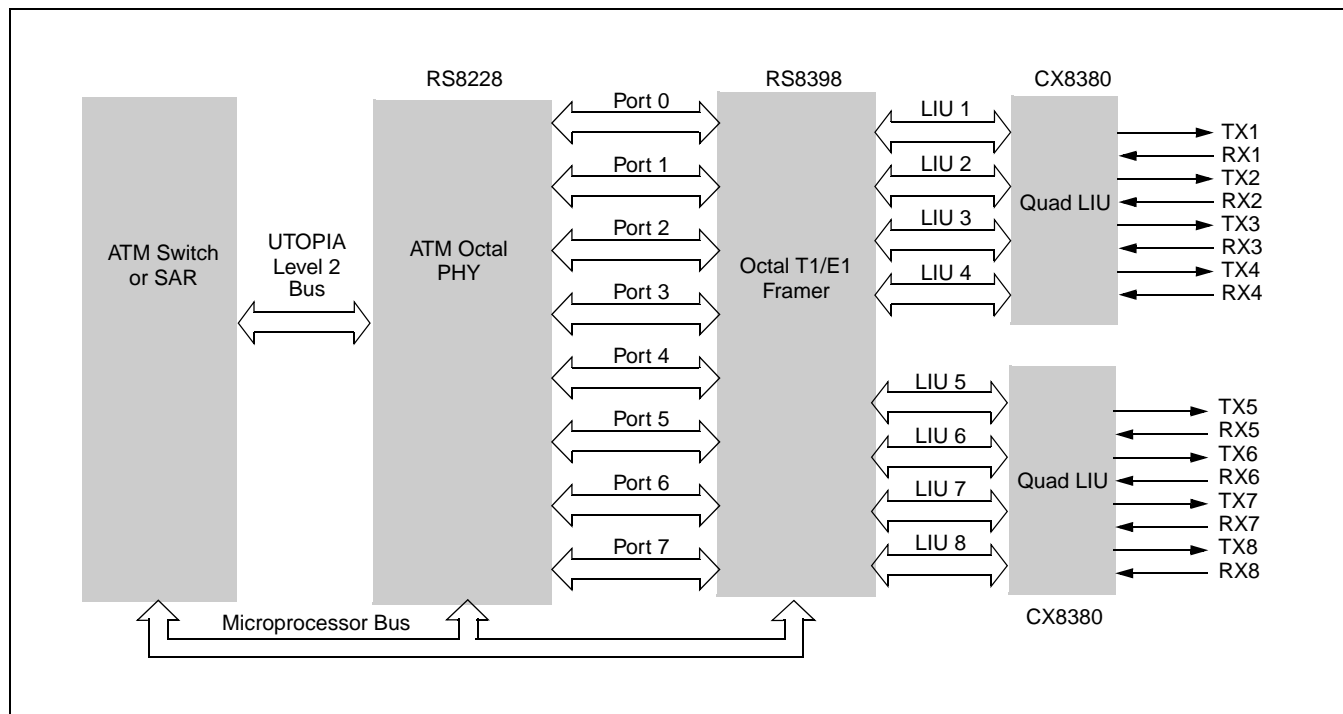 RS8228
RS8398
CX8380
ATM Switch
or SAR
UTOPIA
Level 2
Bus
ATM Octal
PHY
Port 0
Port 1
Port 2
Port 3
Port 4
Port 5
Port 6
Port 7
Octal T1/E1
Framer
LIU 1
LIU 2
LIU 3
LIU 4
LIU 5
LIU 6
LIU 7
LIU 8
Quad LIU
TX1
RX1
TX2
RX2
TX3
RX3
TX4
RX4
Quad LIU
TX5
RX5
TX6
RX6
TX7
RX7
TX8
RX8
CX8380
Microprocessor Bus